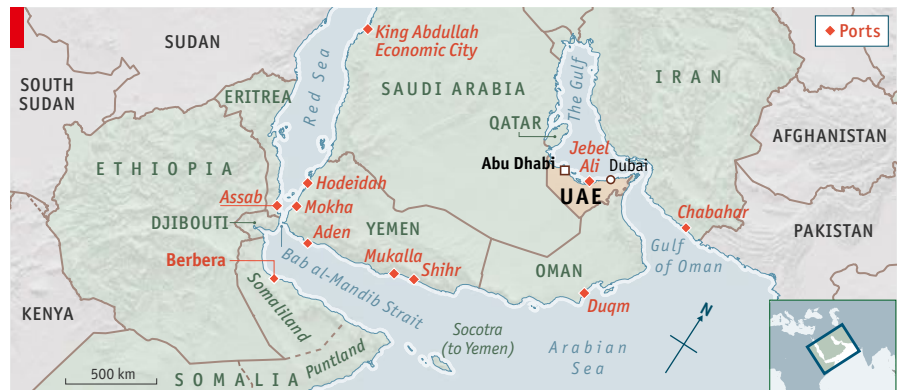 Ports
SUDAN
King Abdullah
Economic City
SOUTH
SUDAN
ERITREA
Red Sea
SAUDI ARABIA
The Gulf
IRAN
QATAR
AFGHANISTAN
ETHIOPIA
Abu Dhabi
Jebel
Ali
Dubai
UAE
Hodeidah
Assab
Mokha
DJIBOUTI
Aden
YEMEN
Chabahar
PAKISTAN
Berbera
Bab al-Mandib Strait
Mukalla
Shihr
OMAN
Gulf
of Oman
Duqm
KENYA
Somaliland
Puntland
Socotra
(to Yemen)
Arabian
Sea
N
500 km
SOMALIA